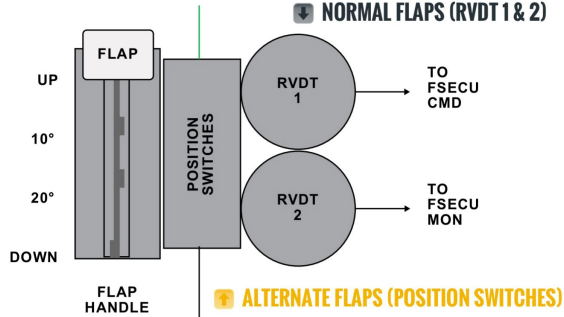 NORMAL FLAPS (RVDT 1 & 2)
FLAP
UP
10°
20°
DOWN
FLAP
HANDLE
POSITION
SWITCHES
RVDT
1
TO
FSECU
CMD
RVDT
2
TO
FSECU
MON
ALTERNATE FLAPS (POSITION SWITCHES)